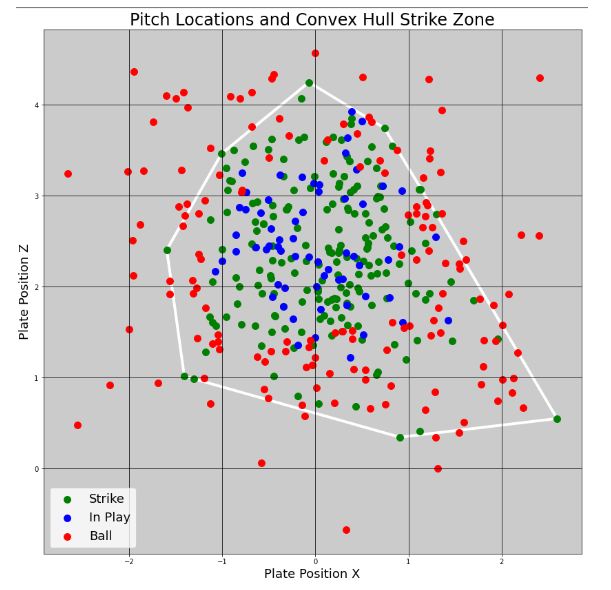 Pitch Locations and Convex Hull Strike Zone
Plate Position Z
4
3
2
1
0
Strike
In Play
Ball
−2
−1
0
1
2
Plate Position X